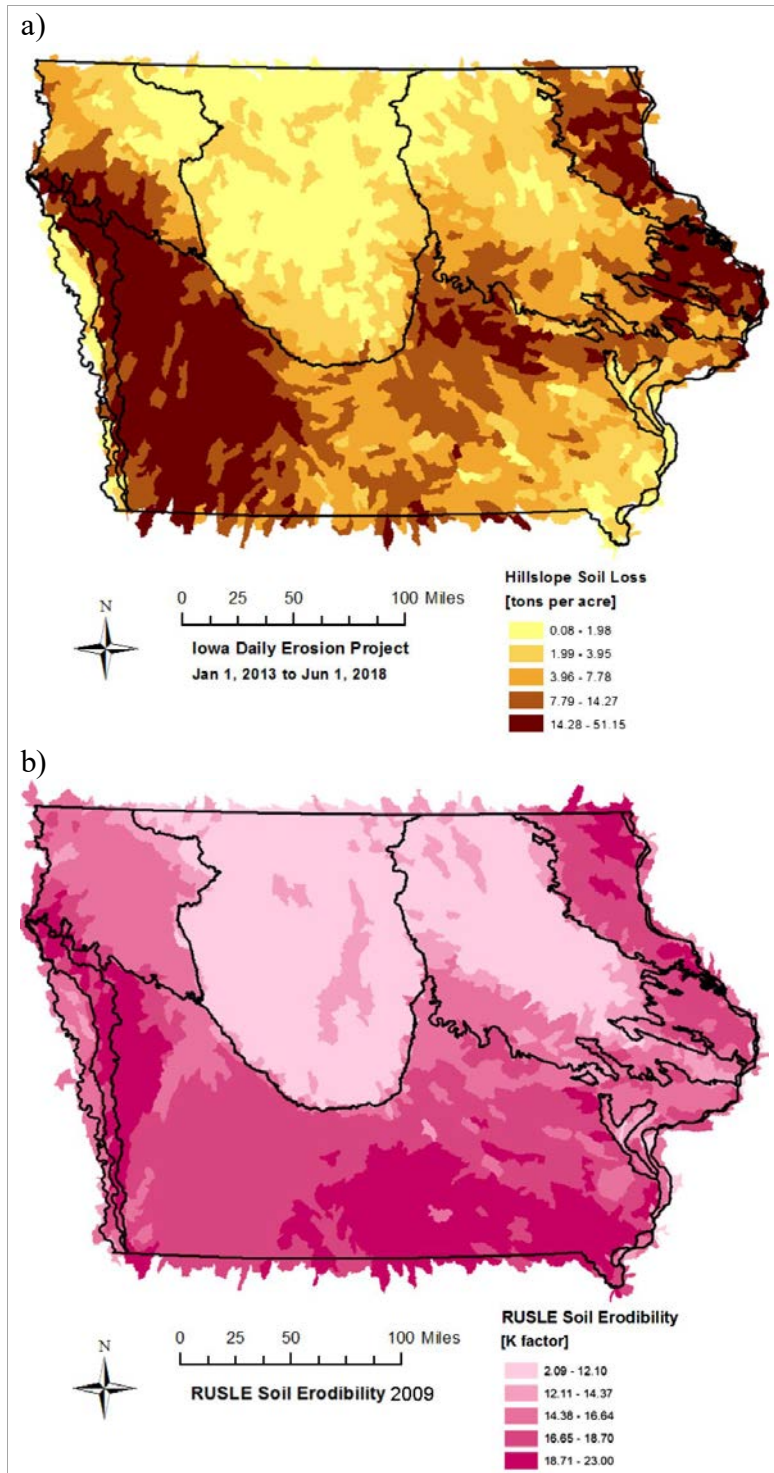 a)
N
0 25 50 100 Miles
Iowa Daily Erosion Project
Jan 1, 2013 to Jun 1, 2018
Hillslope Soil Loss
[tons per acre]
0.08 - 1.98
1.99 - 3.95
3.96 - 7.78
7.79 - 14.27
14.28 - 51.15
b)
N
0 25 50 100 Miles
RUSLE Soil Erodibility 2009
RUSLE Soil Erodibility
[K factor]
2.09 - 12.10
12.11 - 14.37
14.38 - 16.64
16.65 - 18.70
18.71 - 23.00